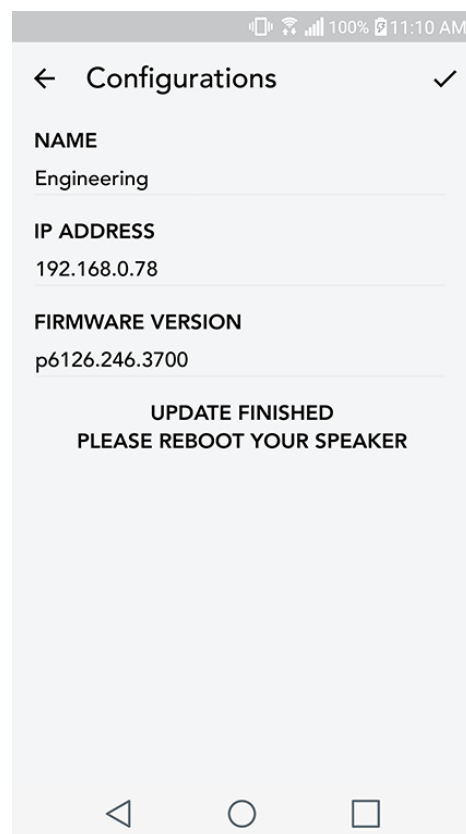 100% 11:10 AM
Configurations
NAME
Engineering
IP ADDRESS
192.168.0.78
FIRMWARE VERSION
p6126.246.3700
UPDATE FINISHED
PLEASE REBOOT YOUR SPEAKER